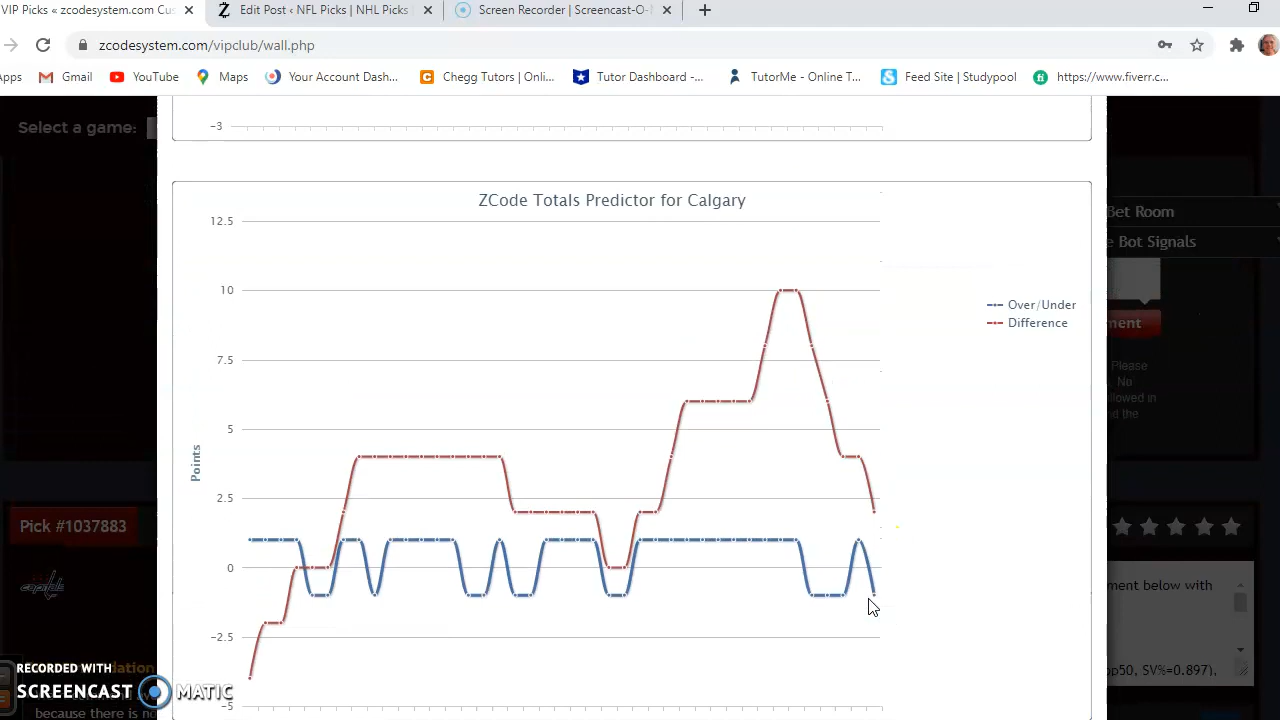 VIP Picks « zcodesystem.com Cus
Edit Post ‹ NFL Picks | NHL Picks
Screen Recorder | Screencast-O-
zcodesystem.com/vipclub/wall.php
Apps
Gmail
YouTube
Maps
Your Account Dash...
Chegg Tutors | Onli...
Tutor Dashboard -...
TutorMe - Online T...
Feed Site | Studypool
https://www.fiverr.c...
Select a game:
−3
ZCode Totals Predictor for Calgary
12.5
10
7.5
5
2.5
0
−2.5
−5
Points
Over/Under
Difference
Bet Room
e Bot Signals
ment
Please
No
llowed in
d the
Pick #1037883
capitals
ment below with
op50, SV%=0.897),
dation
because there is no
RECORDED WITH
SCREENCAST MATIC